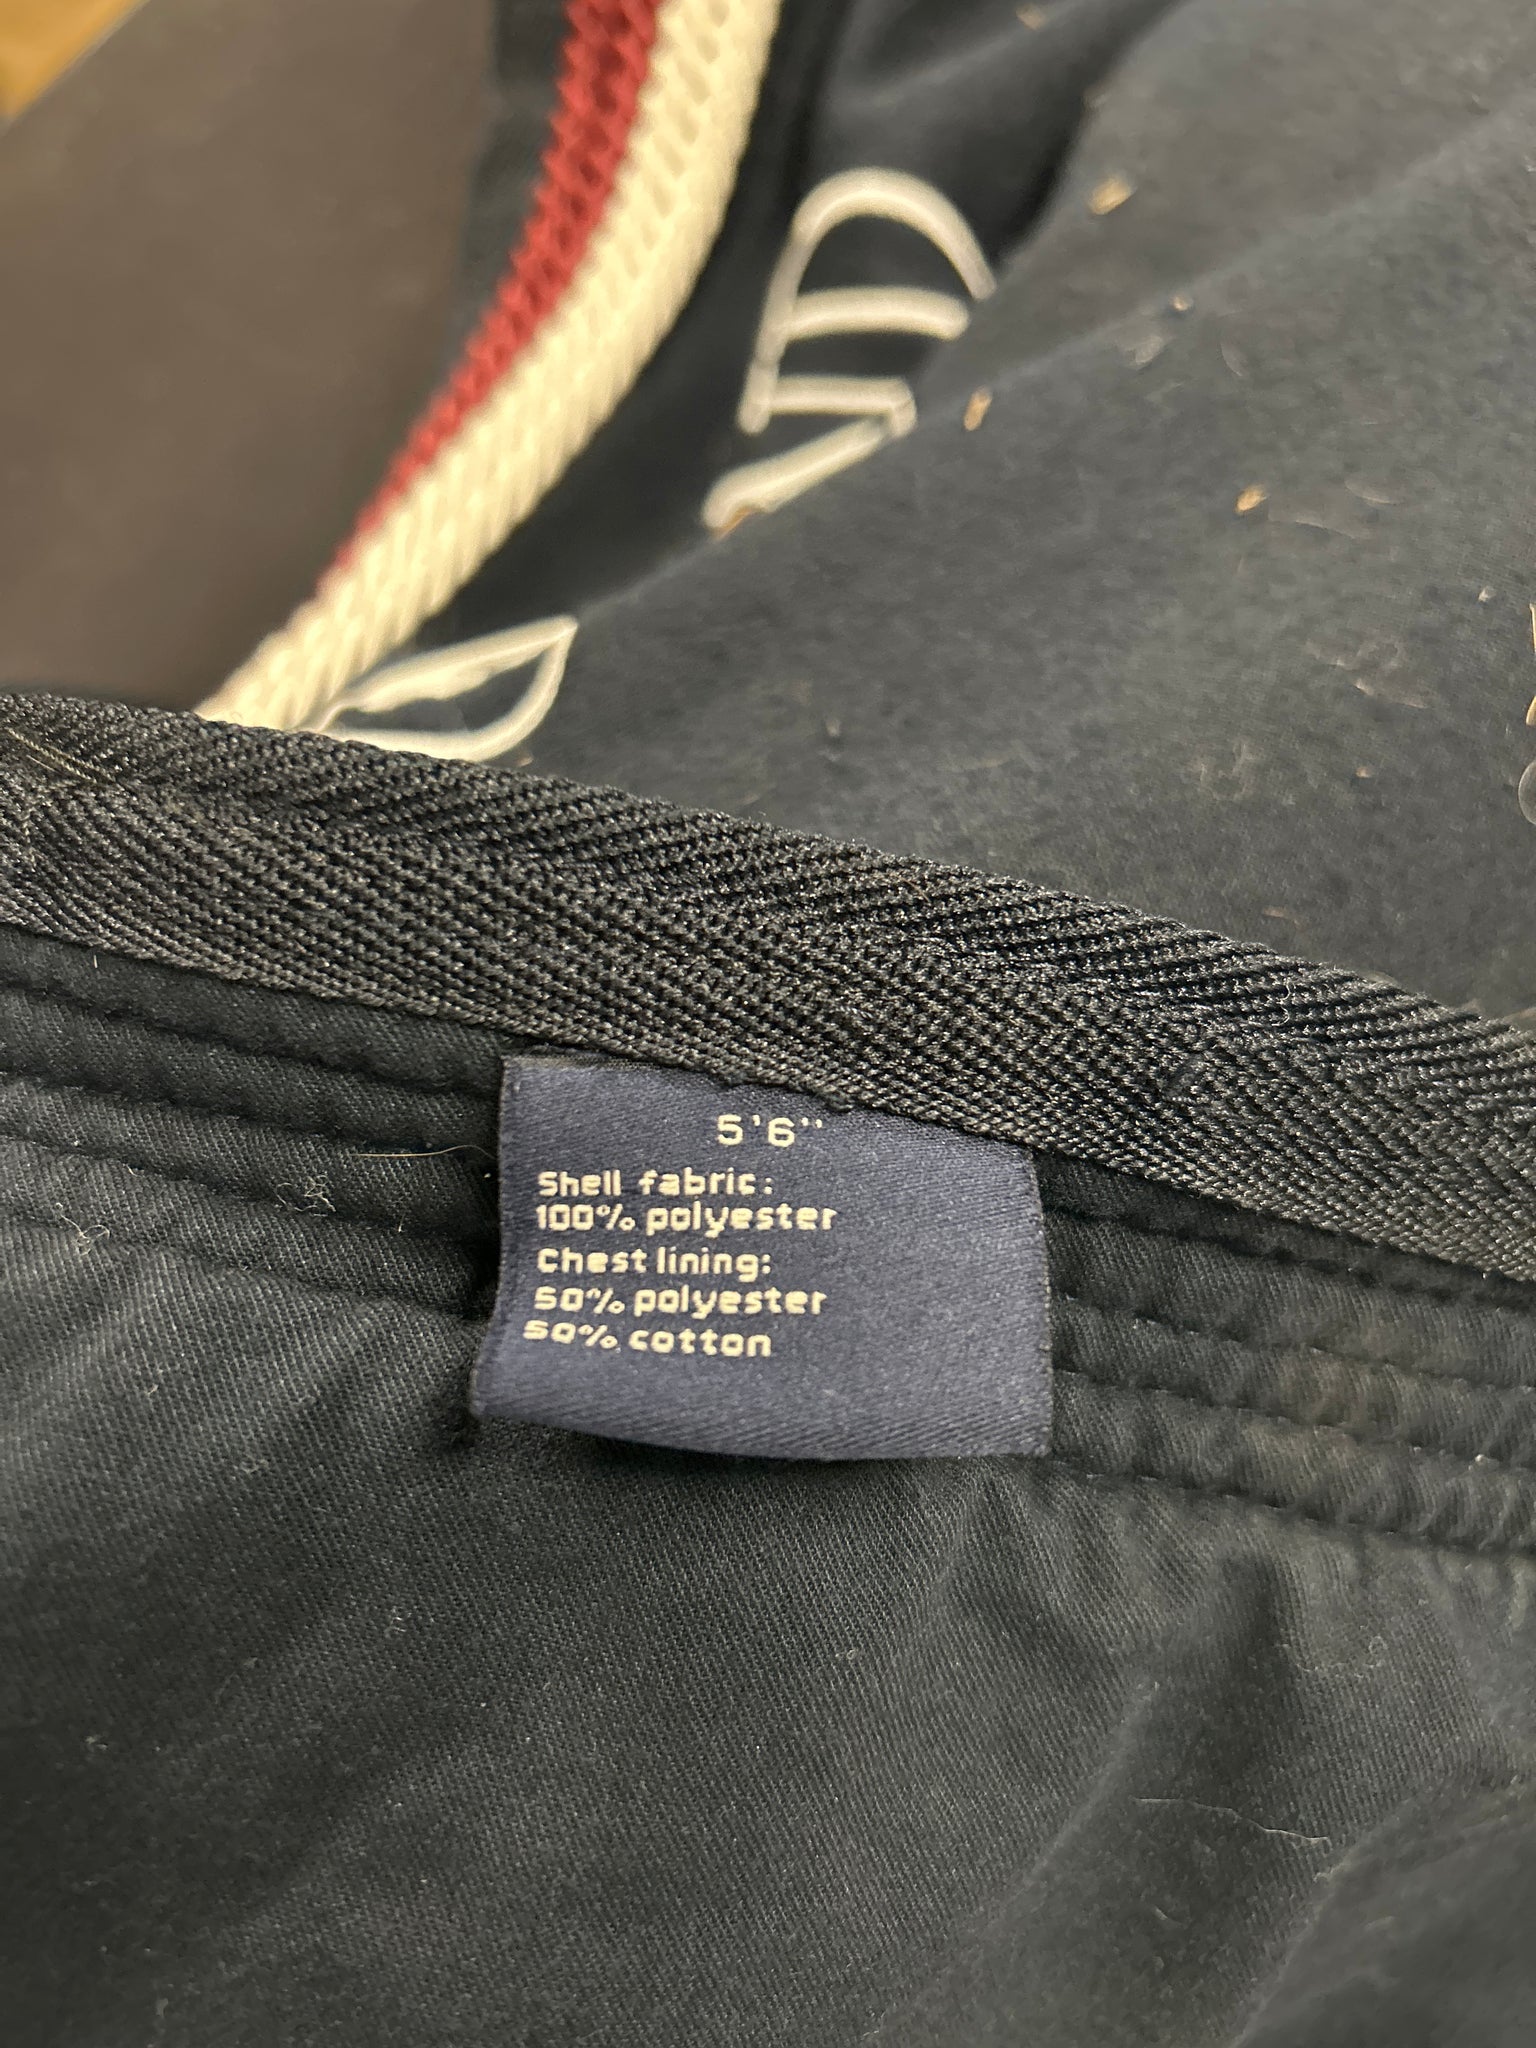 5'6"
Shell fabric:
100% polyester
Chest lining:
50% polyester
50% cotton